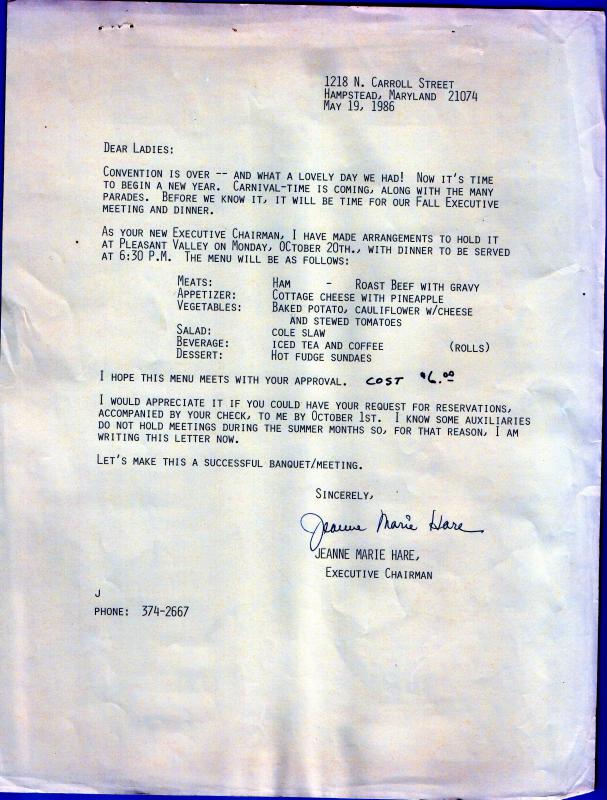 1218 N. CARROLL STREET
HAMPSTEAD, MARYLAND 21074
MAY 19, 1986
DEAR LADIES:
CONVENTION IS OVER -- AND WHAT A LOVELY DAY WE HAD! NOW IT'S TIME
TO BEGIN A NEW YEAR. CARNIVAL-TIME IS COMING, ALONG WITH THE MANY
PARADES. BEFORE WE KNOW IT, IT WILL BE TIME FOR OUR FALL EXECUTIVE
MEETING AND DINNER.
AS YOUR NEW EXECUTIVE CHAIRMAN, I HAVE MADE ARRANGEMENTS TO HOLD IT
AT PLEASANT VALLEY ON MONDAY, OCTOBER 20TH., WITH DINNER TO BE SERVED
AT 6:30 P.M. THE MENU WILL BE AS FOLLOWS:
MEATS: HAM - ROAST BEEF WITH GRAVY
APPETIZER: COTTAGE CHEESE WITH PINEAPPLE
VEGETABLES: BAKED POTATO, CAULIFLOWER W/CHEESE
AND STEWED TOMATOES
SALAD: COLE SLAW
BEVERAGE: ICED TEA AND COFFEE (ROLLS)
DESSERT: HOT FUDGE SUNDAES
I HOPE THIS MENU MEETS WITH YOUR APPROVAL. COST $6.00
I WOULD APPRECIATE IT IF YOU COULD HAVE YOUR REQUEST FOR RESERVATIONS,
ACCOMPANIED BY YOUR CHECK, TO ME BY OCTOBER 1ST. I KNOW SOME AUXILIARIES
DO NOT HOLD MEETINGS DURING THE SUMMER MONTHS SO, FOR THAT REASON, I AM
WRITING THIS LETTER NOW.
LET'S MAKE THIS A SUCCESSFUL BANQUET/MEETING.
SINCERELY,
Jeanne Marie Hare
JEANNE MARIE HARE,
EXECUTIVE CHAIRMAN
J
PHONE: 374-2667